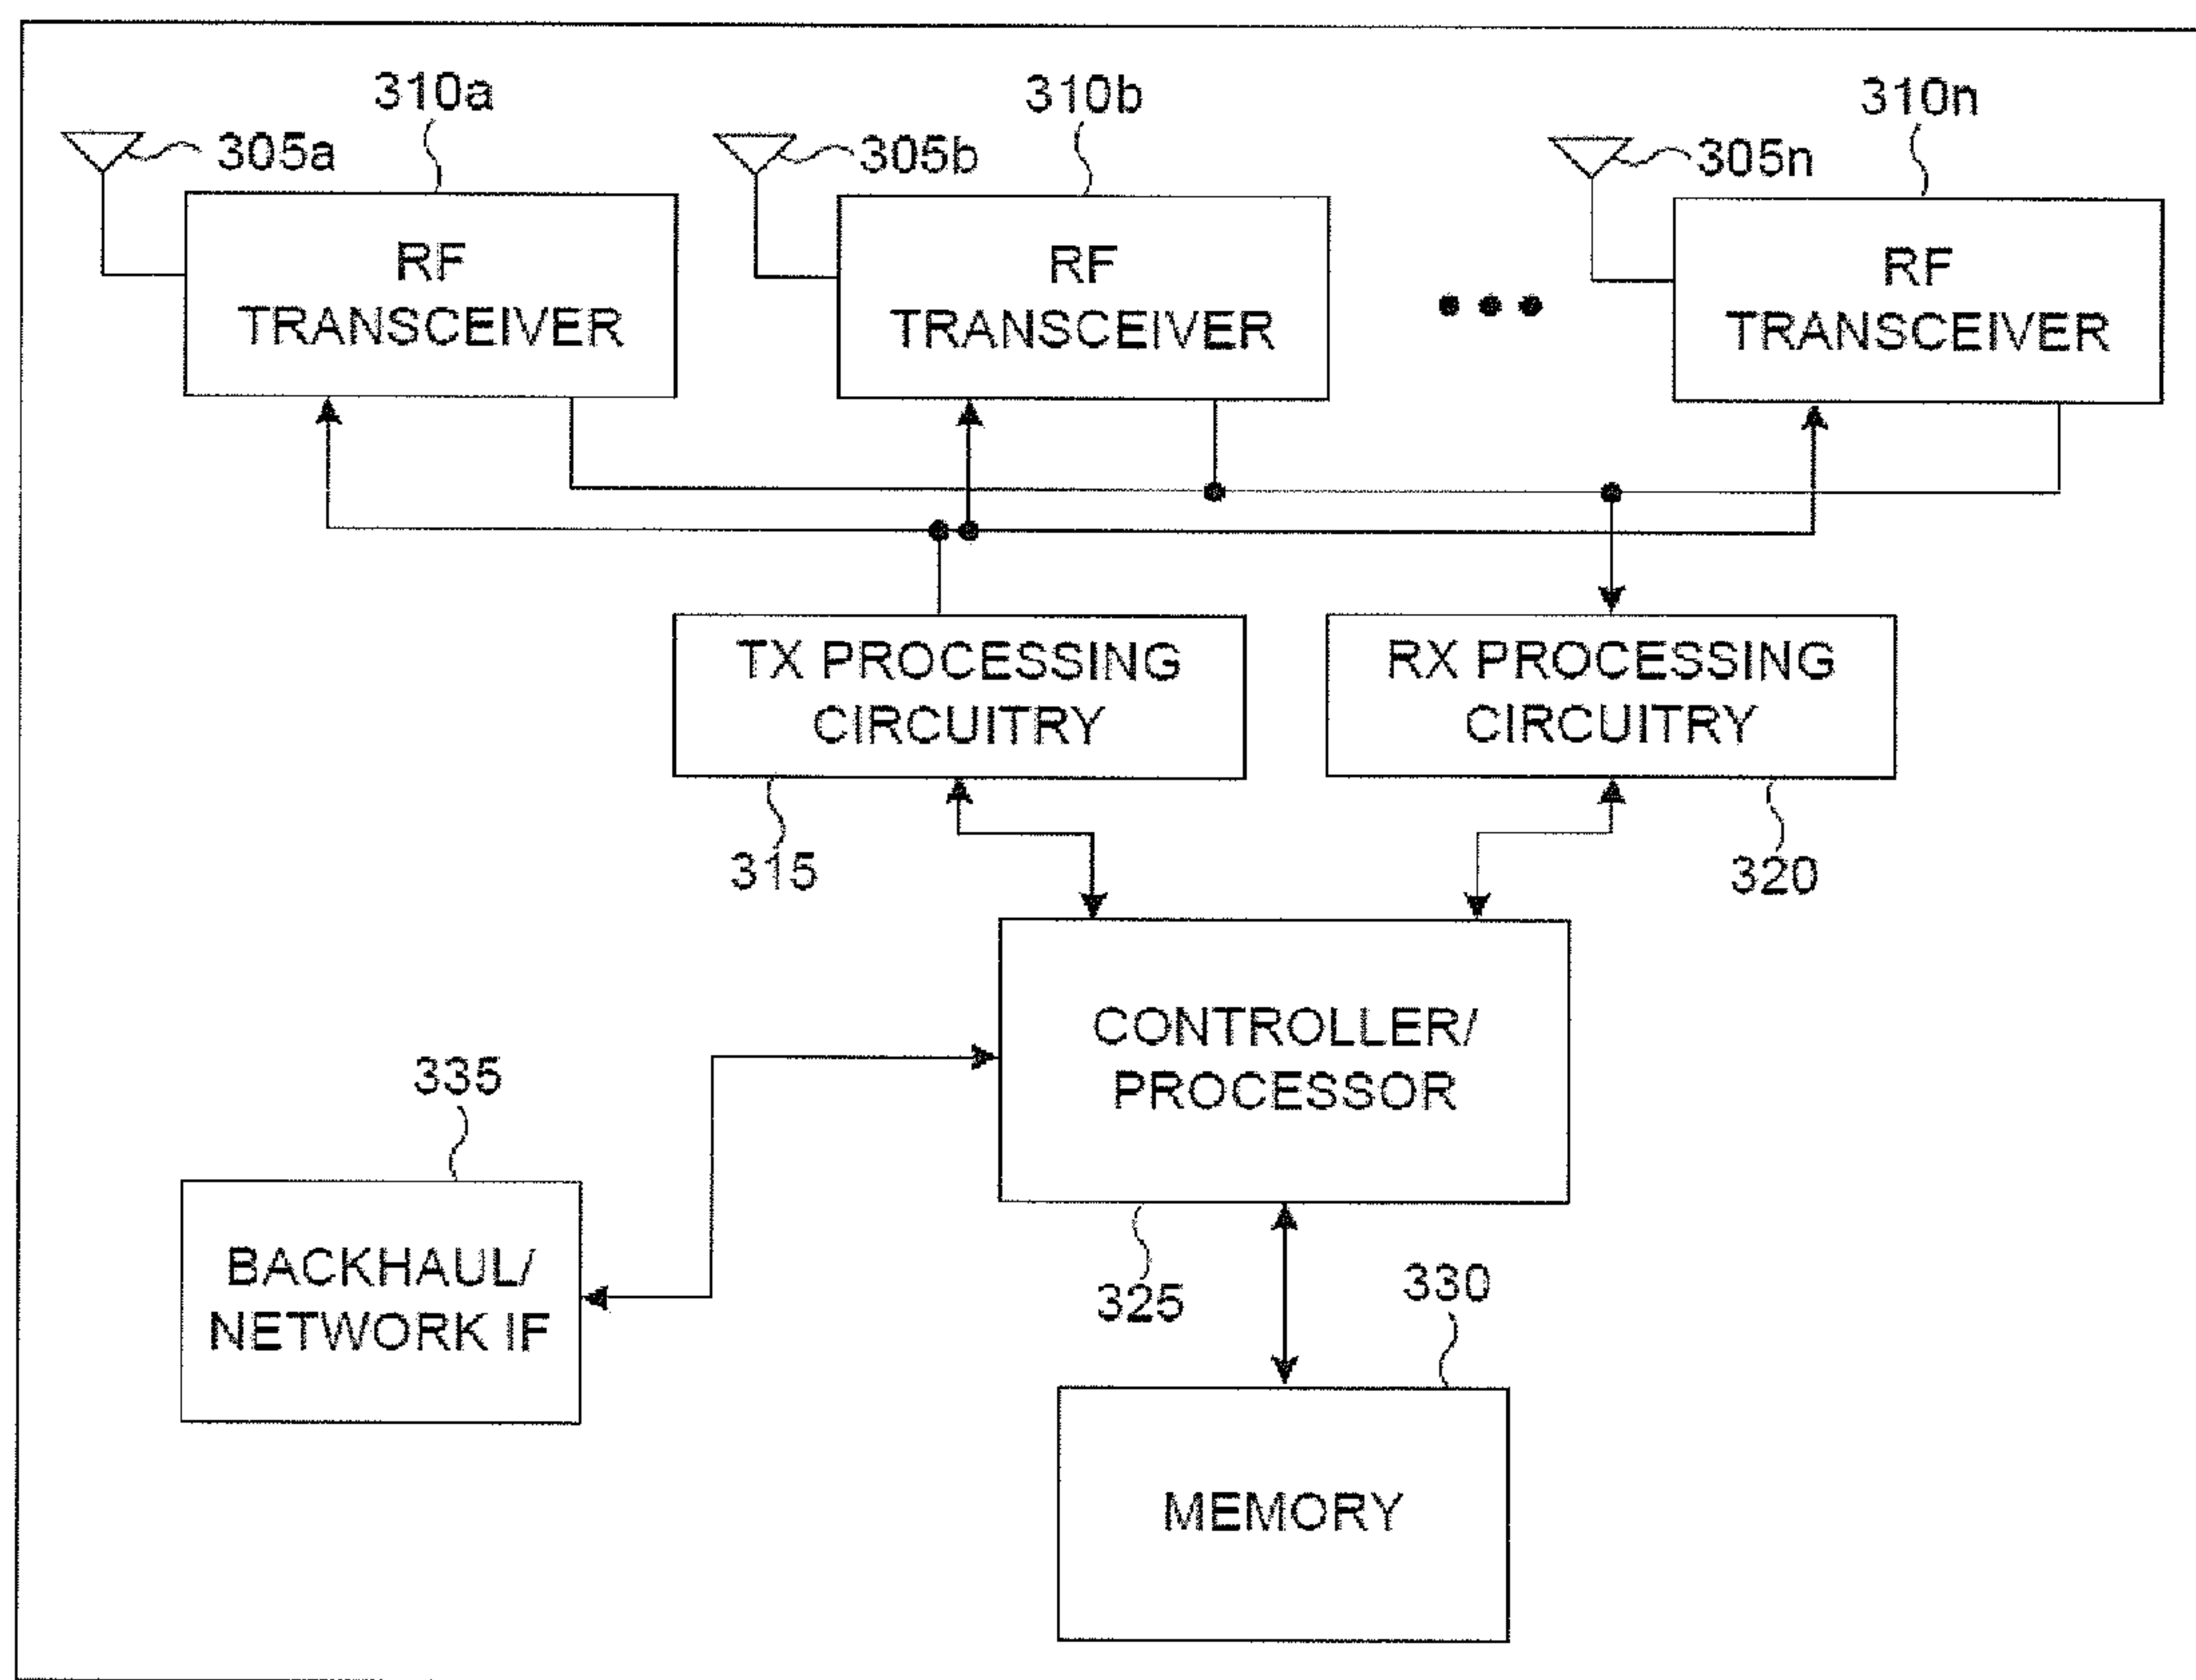 310a
310b
310n
305a
305b
305n
RF
TRANSCEIVER
RF
TRANSCEIVER
RF
TRANSCEIVER
TX PROCESSING
CIRCUITRY
RX PROCESSING
CIRCUITRY
315
320
CONTROLLER/
PROCESSOR
335
BACKHAUL/
NETWORK IF
325
330
MEMORY